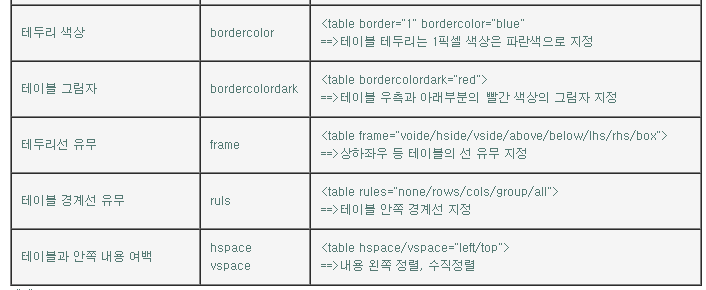 테두리 색상
bordercolor
<table border="1" bordercolor="blue"
==>테이블 테두리는 1픽셀 색상은 파란색으로 지정
테이블 그림자
bordercolordark
<table bordercolordark="red">
==>테이블 우측과 아래부분의 빨간 색상의 그림자 지정
테두리선 유무
frame
<table frame="voide/hside/vside/above/below/lhs/rhs/box">
==>상하좌우 등 테이블의 선 유무 지정
테이블 경계선 유무
ruls
<table rules="none/rows/cols/group/all">
==>테이블 안쪽 경계선 지정
테이블과 안쪽 내용 여백
hspace
vspace
<table hspace/vspace="left/top">
==>내용 왼쪽 정렬, 수직정렬